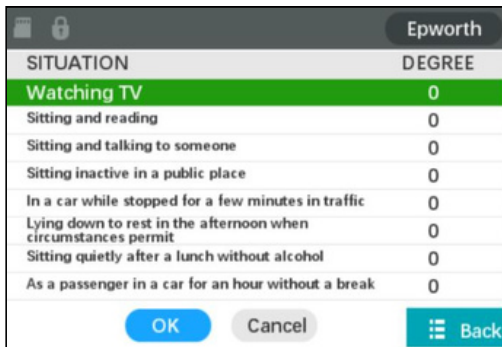 Epworth
SITUATION DEGREE
Watching TV 0
Sitting and reading 0
Sitting and talking to someone 0
Sitting inactive in a public place 0
In a car while stopped for a few minutes in traffic 0
Lying down to rest in the afternoon when
circumstances permit 0
Sitting quietly after a lunch without alcohol 0
As a passenger in a car for an hour without a break 0
OK Cancel Back